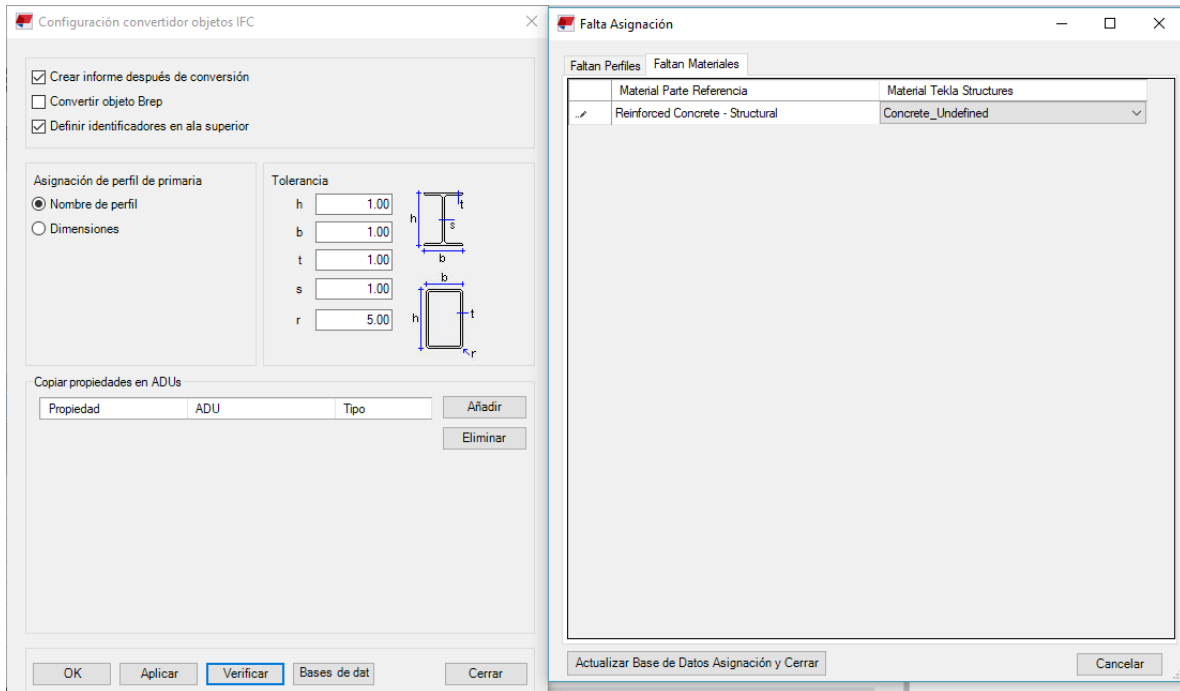 Configuración convertidor objetos IFC
Crear informe después de conversión
Convertir objeto Brep
Definir identificadores en ala superior
Asignación de perfil de primaria
Nombre de perfil
Dimensiones
Tolerancia
h 1.00
b 1.00
t 1.00
s 1.00
r 5.00
h
t
s
b
b
h
t
r
Copiar propiedades en ADUs
Propiedad ADU Tipo
Añadir
Eliminar
OK Aplicar Verificar Bases de dat Cerrar
Falta Asignación
Faltan Perfiles Faltan Materiales
Material Parte Referencia Material Tekla Structures
Reinforced Concrete - Structural Concrete_Undefined
Actualizar Base de Datos Asignación y Cerrar Cancelar